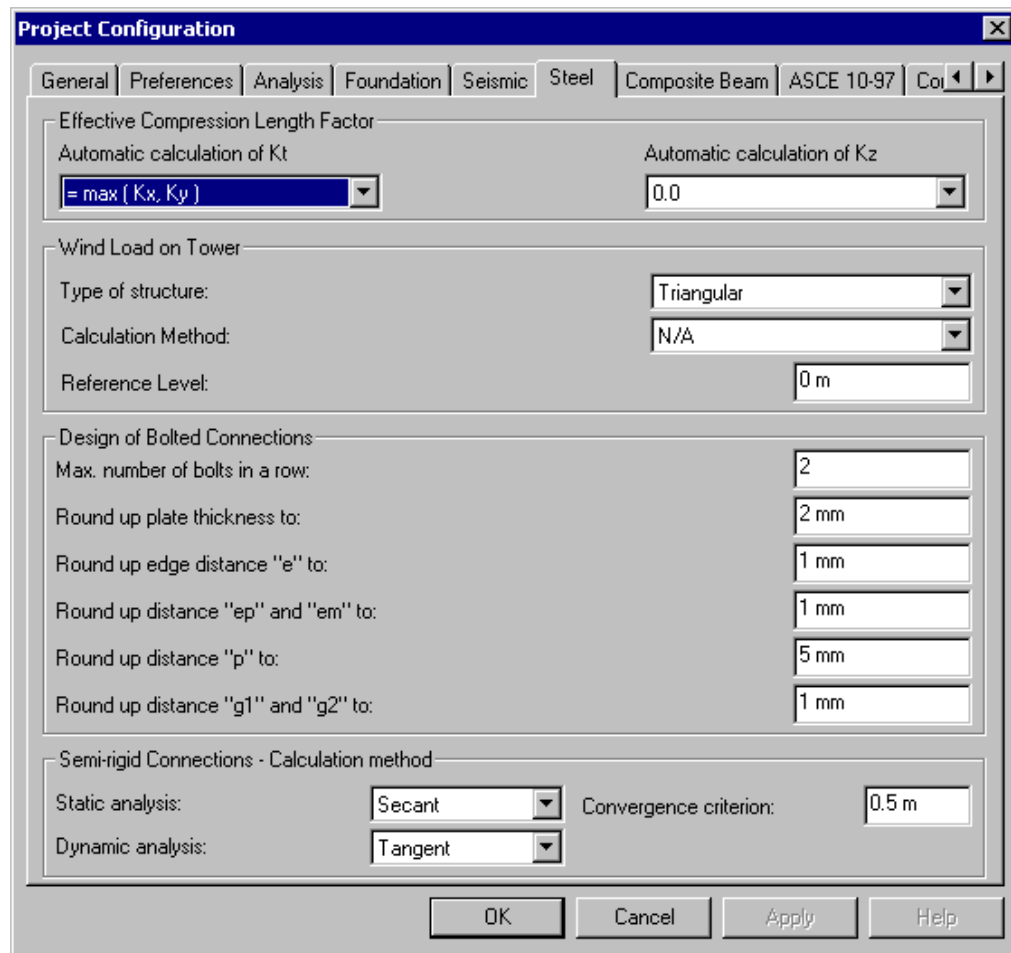 Project Configuration
General Preferences Analysis Foundation Seismic Steel Composite Beam ASCE 10-97
Effective Compression Length Factor
Automatic calculation of Kt Automatic calculation of Kz
= max ( Kx, Ky ) 0.0
Wind Load on Tower
Type of structure: Triangular
Calculation Method: N/A
Reference Level: 0 m
Design of Bolted Connections
Max. number of bolts in a row: 2
Round up plate thickness to: 2 mm
Round up edge distance "e" to: 1 mm
Round up distance "ep" and "em" to: 1 mm
Round up distance "p" to: 5 mm
Round up distance "g1" and "g2" to: 1 mm
Semi-rigid Connections - Calculation method
Static analysis: Secant Convergence criterion: 0.5 m
Dynamic analysis: Tangent
OK Cancel Apply Help